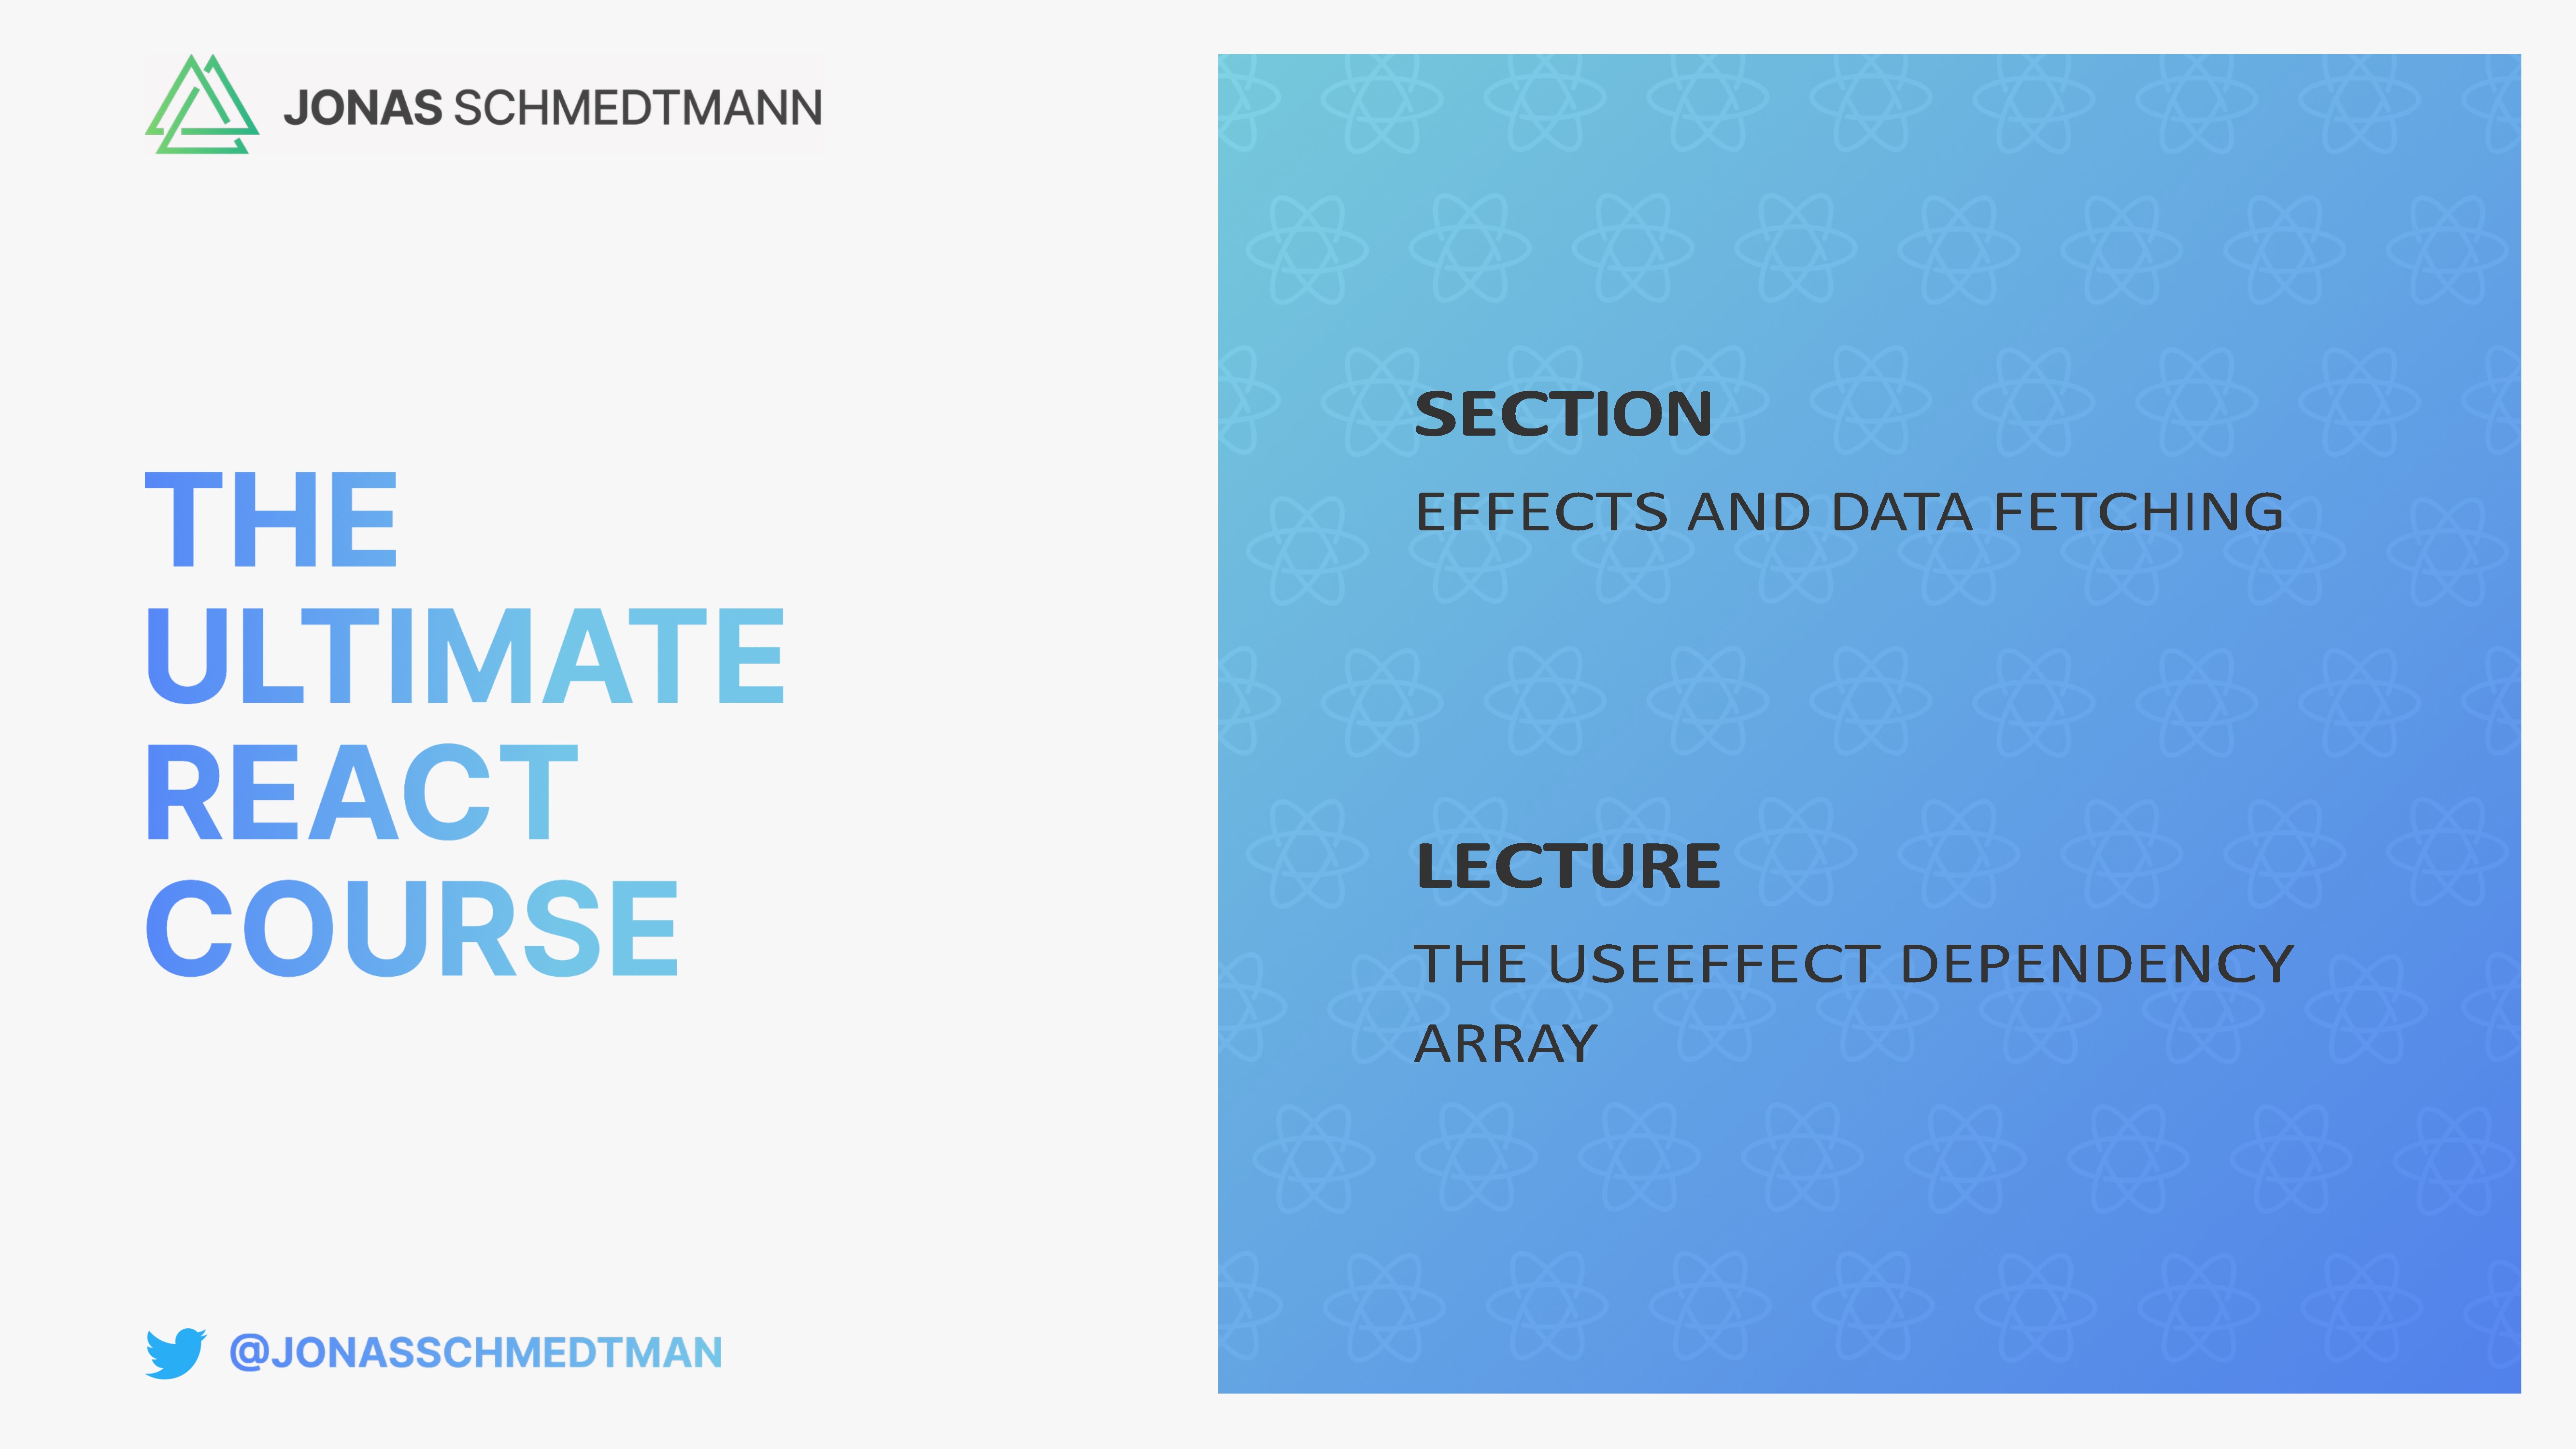 JONAS SCHMEDTMANN
THE
ULTIMATE
REACT
COURSE
@JONASSCHMEDTMAN
SECTION
EFFECTS AND DATA FETCHING
LECTURE
THE USEEFFECT DEPENDENCY
ARRAY